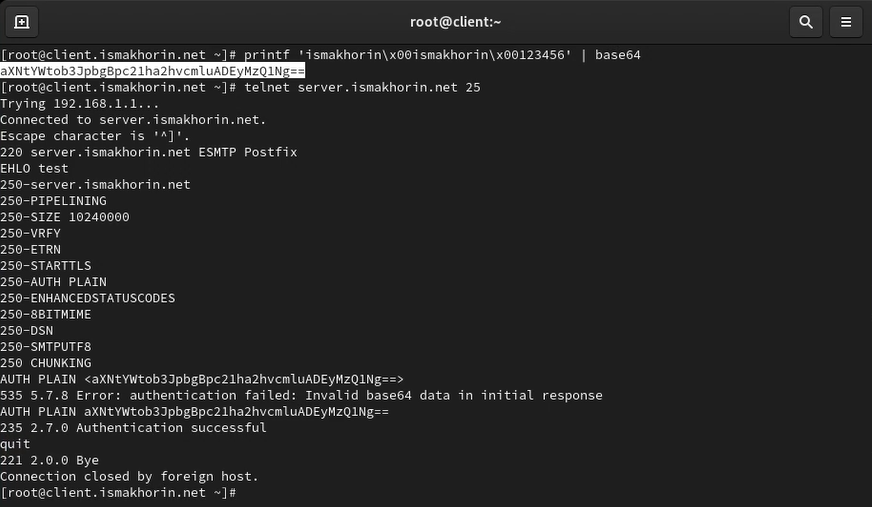 root@client:~
[root@client.ismakhorin.net ~]# printf 'ismakhorin\x00ismakhorin\x00123456' | base64
aXNtYWtob3JpbgBpc21ha2hvcmluADEyMzQ1Ng==
[root@client.ismakhorin.net ~]# telnet server.ismakhorin.net 25
Trying 192.168.1.1...
Connected to server.ismakhorin.net.
Escape character is '^]'.
220 server.ismakhorin.net ESMTP Postfix
EHLO test
250-server.ismakhorin.net
250-PIPELINING
250-SIZE 10240000
250-VRFY
250-ETRN
250-STARTTLS
250-AUTH PLAIN
250-ENHANCEDSTATUSCODES
250-8BITMIME
250-DSN
250-SMTPUTF8
250 CHUNKING
AUTH PLAIN <aXNtYWtob3JpbgBpc21ha2hvcmluADEyMzQ1Ng==>
535 5.7.8 Error: authentication failed: Invalid base64 data in initial response
AUTH PLAIN aXNtYWtob3JpbgBpc21ha2hvcmluADEyMzQ1Ng==
235 2.7.0 Authentication successful
quit
221 2.0.0 Bye
Connection closed by foreign host.
[root@client.ismakhorin.net ~]#